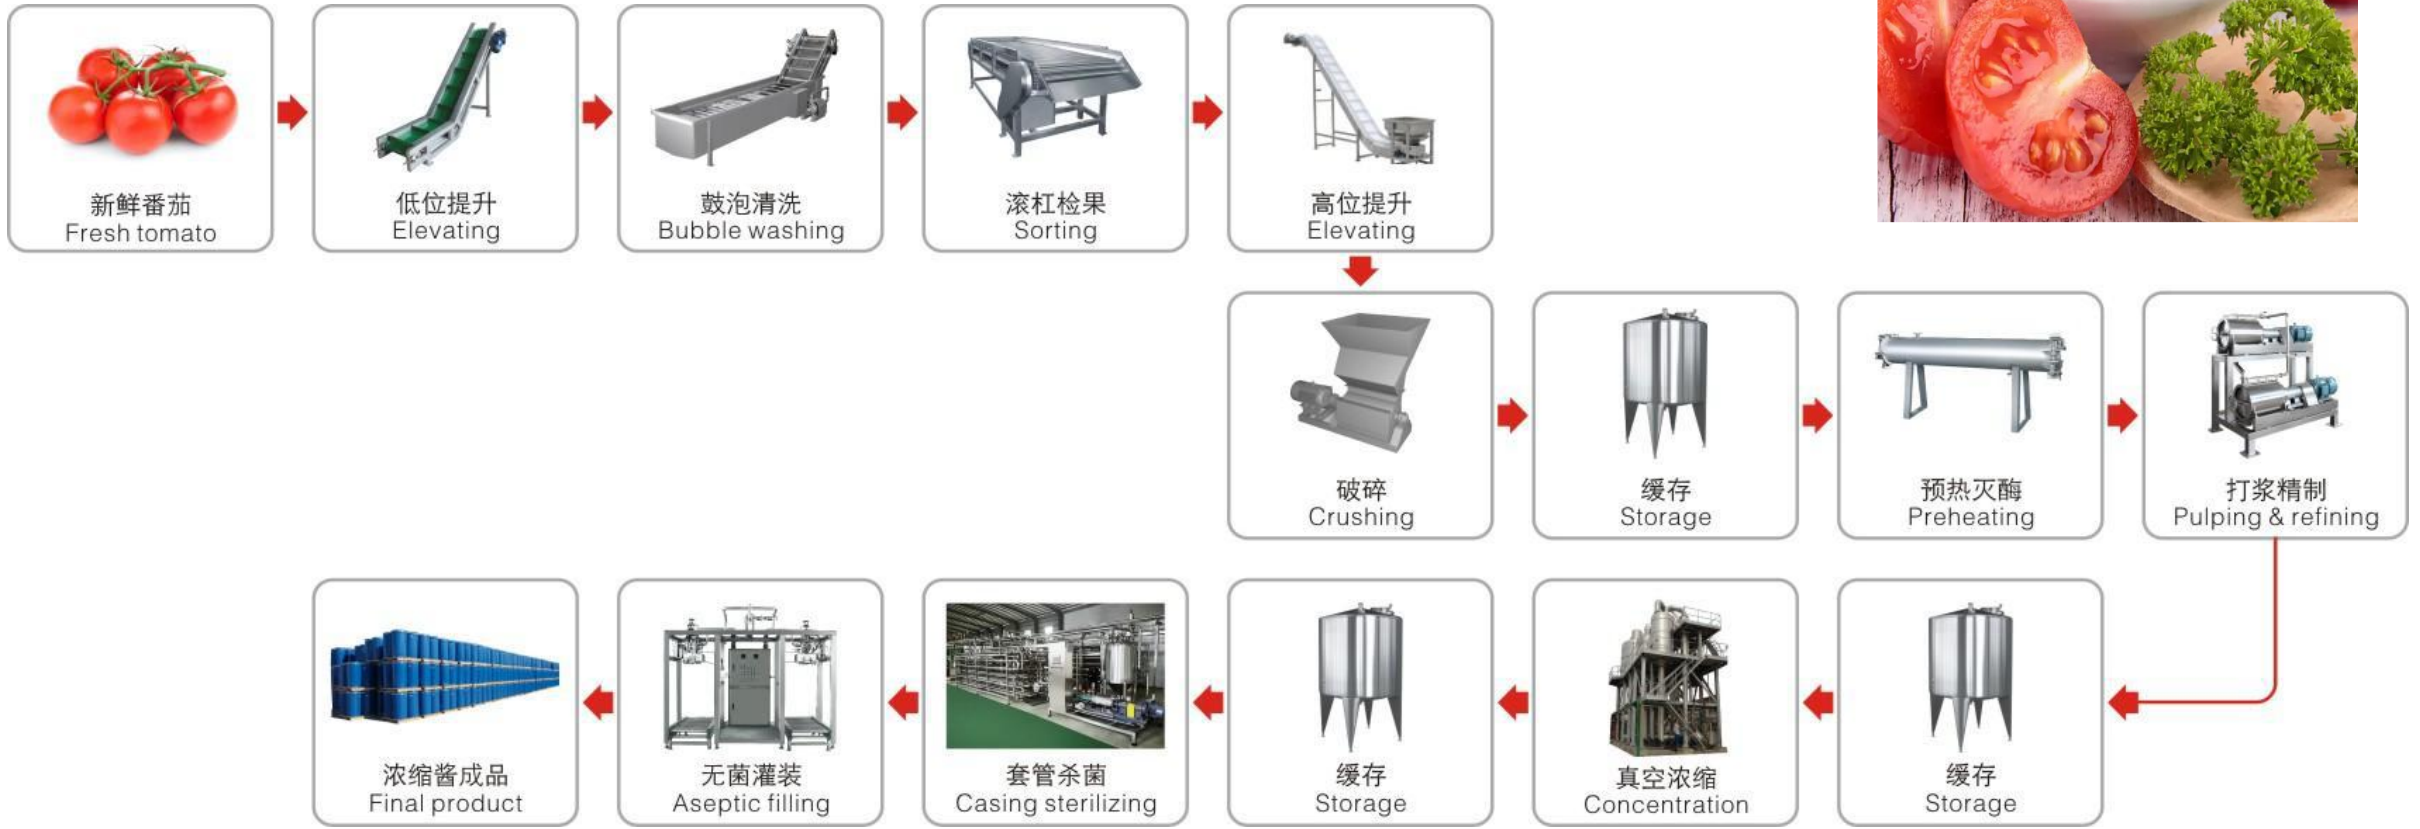 新鲜番茄
Fresh tomato
低位提升
Elevating
鼓泡清洗
Bubble washing
滚杠检果
Sorting
高位提升
Elevating
破碎
Crushing
缓存
Storage
预热灭酶
Preheating
打浆精制
Pulping & refining
缓存
Storage
真空浓缩
Concentration
缓存
Storage
套管杀菌
Casing sterilizing
无菌灌装
Aseptic filling
浓缩酱成品
Final product